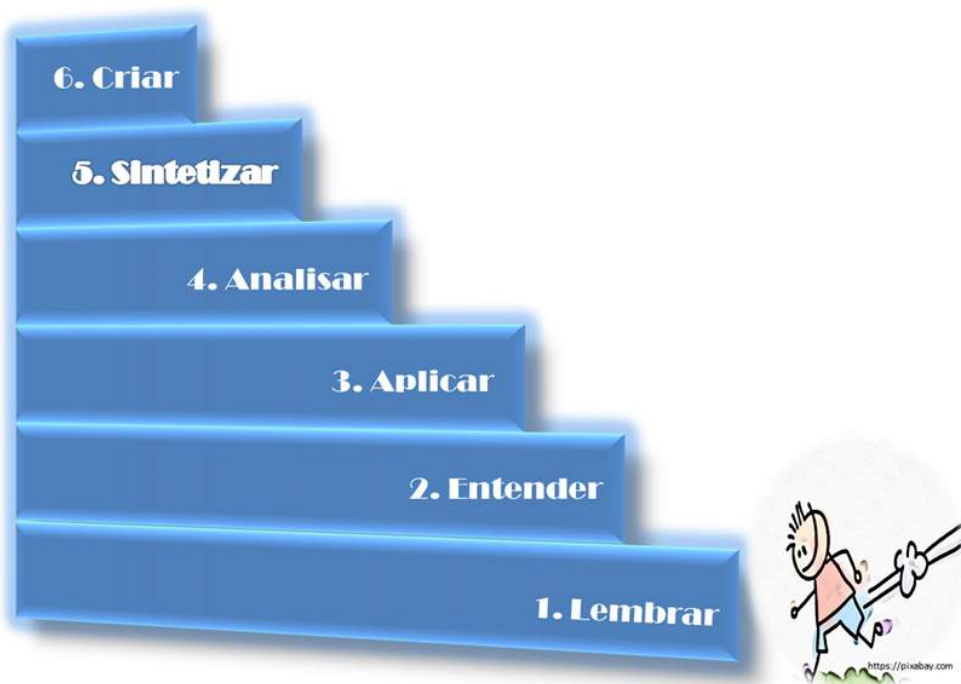 6. Criar
5. Sintetizar
4. Analisar
3. Aplicar
2. Entender
1. Lembrar
https://pixabay.com